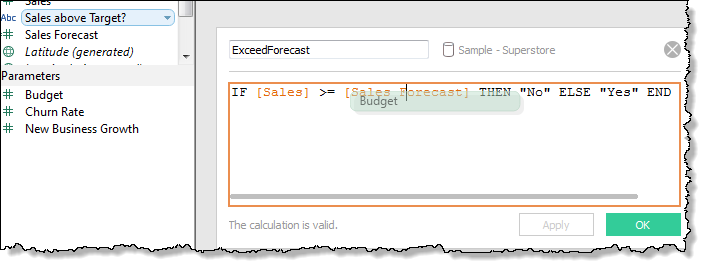 Sales
Abc Sales above Target?
Sales Forecast
Latitude (generated)
Parameters
Budget
Churn Rate
New Business Growth
ExceedForecast
Sample - Superstore
IF [Sales] >= [Sales Forecast] THEN "No" ELSE "Yes" END
Budget
The calculation is valid.
Apply
OK